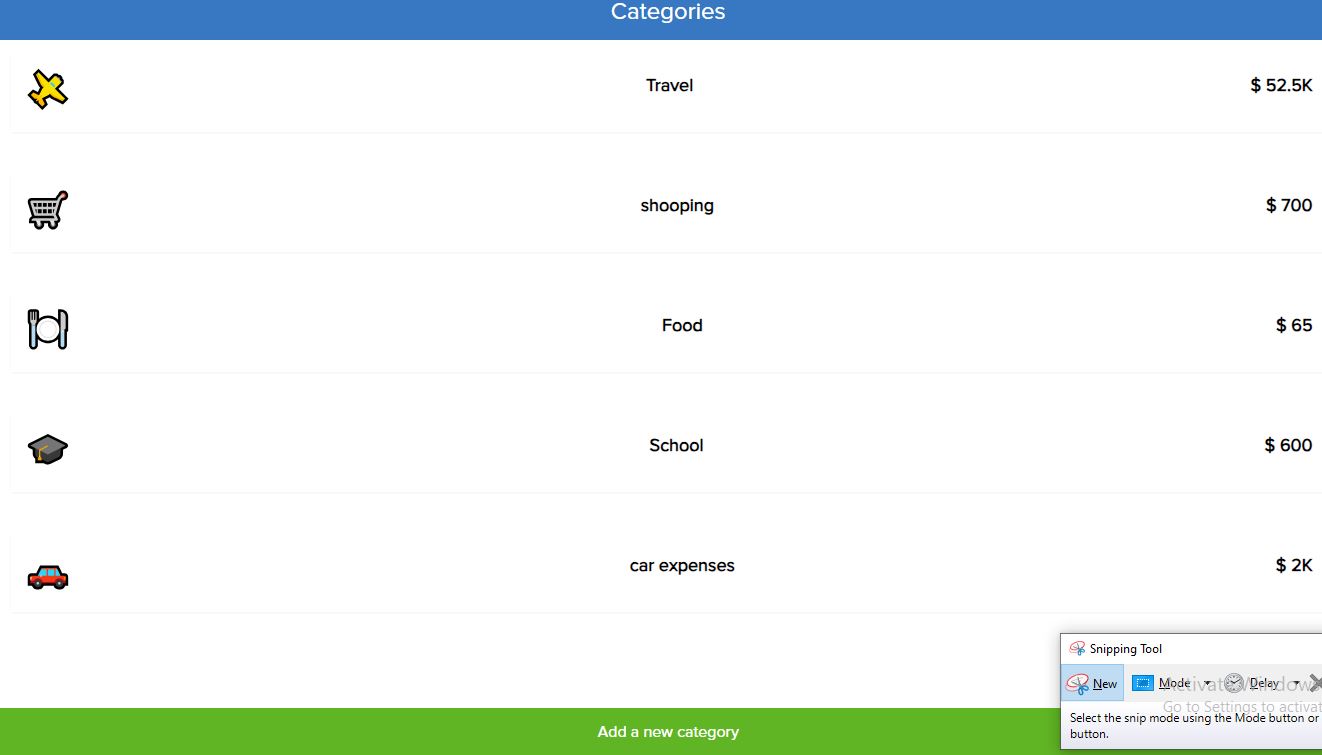 Categories
Travel $ 52.5K
shooping $ 700
Food $ 65
School $ 600
car expenses $ 2K
Snipping Tool
New Mode Delay
Activate Windows
Go to Settings to activat
Select the snip mode using the Mode button or
button.
Add a new category